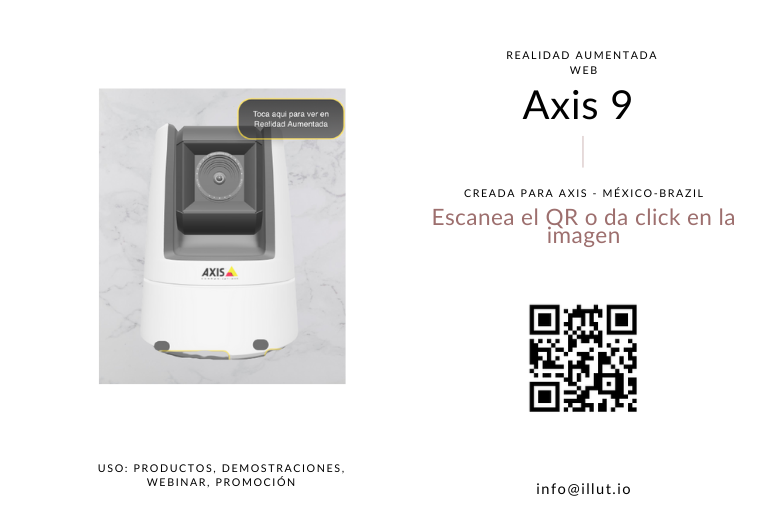 Toca aquí para ver en
Realidad Aumentada
AXIS
USO: PRODUCTOS, DEMOSTRACIONES,
WEBINAR, PROMOCIÓN
REALIDAD AUMENTADA
WEB
Axis 9
CREADA PARA AXIS - MÉXICO-BRAZIL
Escanea el QR o da click en la
imagen
info@illut.io